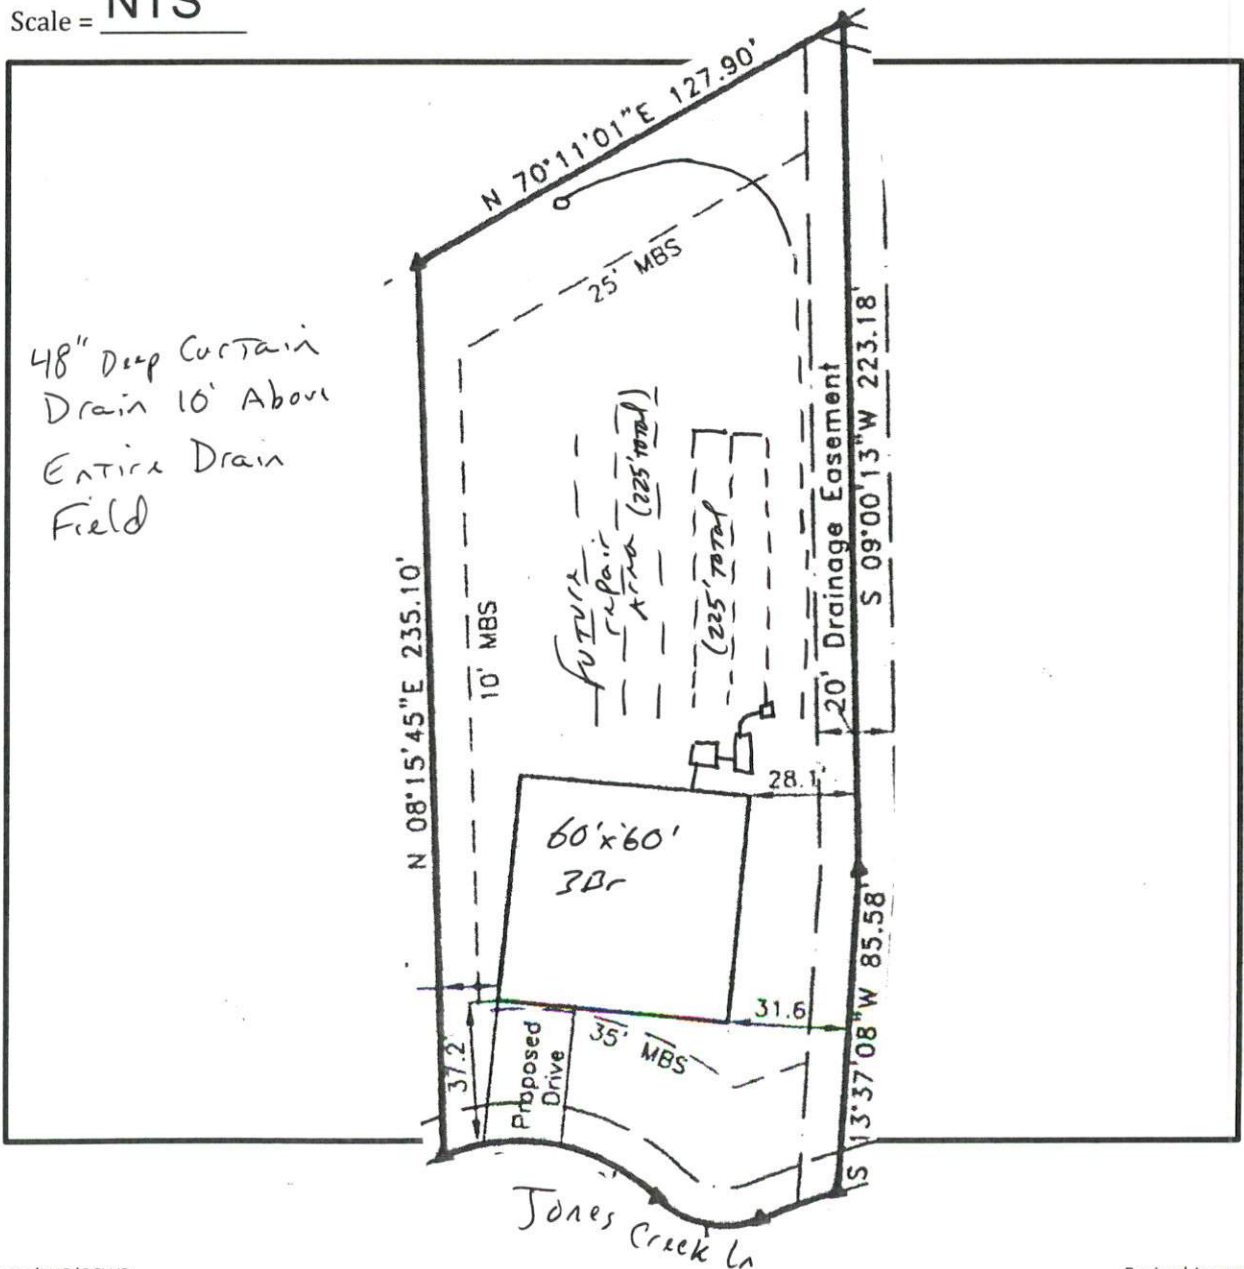 Scale = NTS
N 70°11'01"E 127.90'
25' MBS
48" Deep Curtain
Drain 10' Above
Entire Drain
Field
Future
repair
Area (225' Total)
(225' Total
20' Drainage Easement
S 09°00'13"W 223.18'
N 08°15'45"E 235.10'
10' MBS
28.1'
60'x60'
3Br
31.6
35' MBS
37.2'
Proposed
Drive
S 13°37'08"W 85.58'
Jones Creek Ln